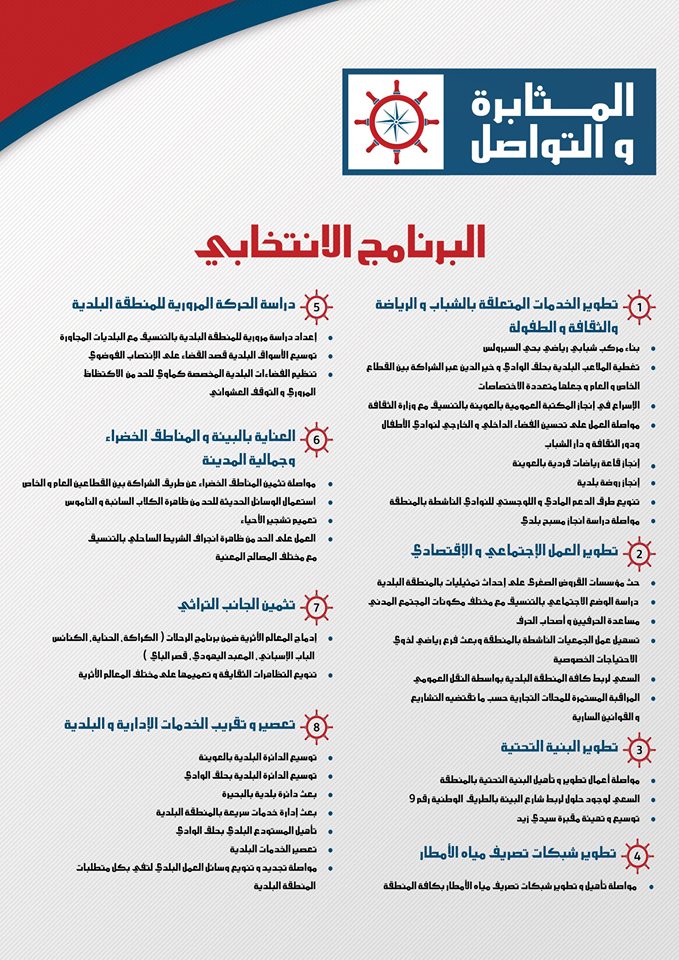 المثابرة
و التواصل
البرنامج الانتخابي
1
تطوير الخدمات المتعلقة بالشباب و الرياضة
والثقافة و الطفولة
• بناء مركب شبابي رياضي بحي السيرولس
• تغطية الملاعب البلدية بحلق الوادي و خير الدين عبر الشراكة بين القطاع
الخاص و العام و جعلها متعددة الاختصاصات
• الإسراع في إنجاز المكتبة العمومية بالعوينة بالتنسيق مع وزارة الثقافة
• مواصلة العمل على تحسين الفضاء الداخلي و الخارجي لنوادي الأطفال
ودور الثقافة و دار الشباب
• إنجاز قاعة رياضات فردية بالعوينة
• إنجاز روضة بلدية
• تنويع طرق الدعم المادي و اللوجستي للنوادي الناشطة بالمنطقة
• مواصلة دراسة انجاز مسبح بلدي
2
تطوير العمل الإجتماعي و الإقتصادي
• حث مؤسسات القروض الصغرى على إحداث تمثيليات بالمنطقة البلدية
• دراسة الوضع الاجتماعي بالتنسيق مع مختلف مكونات المجتمع المدني
• مساعدة الحرفيين و أصحاب الحرف
• تسهيل عمل الجمعيات الناشطة بالمنطقة وبعث فرع رياضي لذوي
الاحتياجات الخصوصية
• السعي لربط كافة المنطقة البلدية بواسطة النقل العمومي
• المراقبة المستمرة للمحلات التجارية حسب ما تقتضيه التشاريع
و القوانين السارية
3
تطوير البنية التحتية
• مواصلة أعمال تطوير و تأهيل البنية التحتية بالمنطقة
• السعي لوجود حلول لربط شارع البيئة بالطريق الوطنية رقم 9
• توسيع و تهيئة مقبرة سيدي زيد
4
تطوير شبكات تصريف مياه الأمطار
• مواصلة تأهيل و تطوير شبكات تصريف مياه الأمطار بكافة المنطقة
5
دراسة الحركة المرورية للمنطقة البلدية
• إعداد دراسة مرورية للمنطقة البلدية بالتنسيق مع البلديات المجاورة
• توسيع الأسواق البلدية قصد القضاء على الإنتصاب الفوضوي
• تنظيم الفضاءات البلدية المخصصة كمآوي للحد من الاكتظاظ
المروري و التوقف العشوائي
6
العناية بالبيئة و المناطق الخضراء
وجمالية المدينة
• مواصلة تثمين المناطق الخضراء عن طريق الشراكة بين القطاعين العام و الخاص
• استعمال الوسائل الحديثة للحد من ظاهرة الكلاب السائبة و الناموس
• تعميم تشجير الأحياء
• العمل على الحد من ظاهرة انجراف الشريط الساحلي بالتنسيق
مع مختلف المصالح المعنية
7
تثمين الجانب التراثي
• إدماج المعالم الأثرية ضمن برنامج الرحلات ( الكراكة، الحناية، الكنائس
الباب الإسباني، المعبد اليهودي، قصر الباي )
• تنويع التظاهرات الثقايفة و تعميمها على مختلف المعالم الأثرية
8
تعصير و تقريب الخدمات الإدارية و البلدية
• توسيع الدائرة البلدية بالعوينة
• توسيع الدائرة البلدية بحلق الوادي
• بعث دائرة بلدية بالبحيرة
• بعث إدارة خدمات سريعة بالمنطقة البلدية
• تأهيل المستودع البلدي بحلق الوادي
• تعصير الخدمات البلدية
• مواصلة تجديد و تنويع وسائل العمل البلدي لتفي بكل متطلبات
المنطقة البلدية